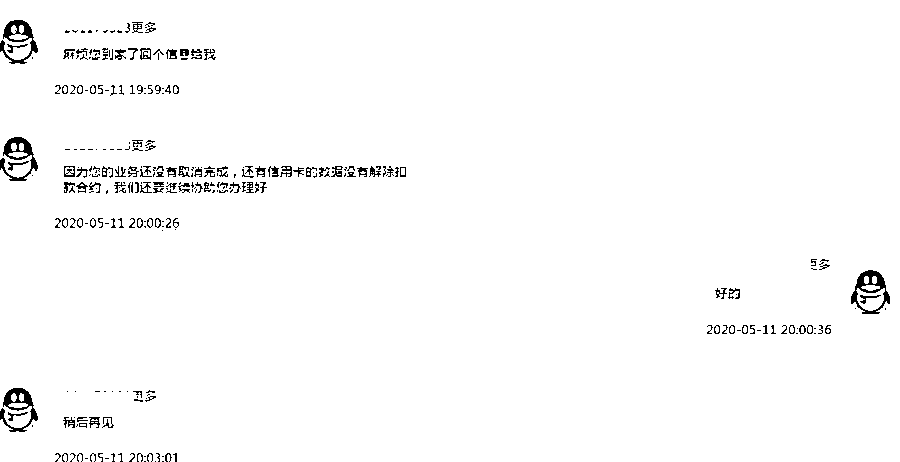 更多
麻烦您到家了回个信息给我
2020-05-11 19:59:40
更多
因为您的业务还没有取消完成，还有信用卡的数据没有解除扣
款合约，我们还要继续协助您办理好
2020-05-11 20:00:26
更多
好的
2020-05-11 20:00:36
更多
稍后再见
2020-05-11 20:03:01